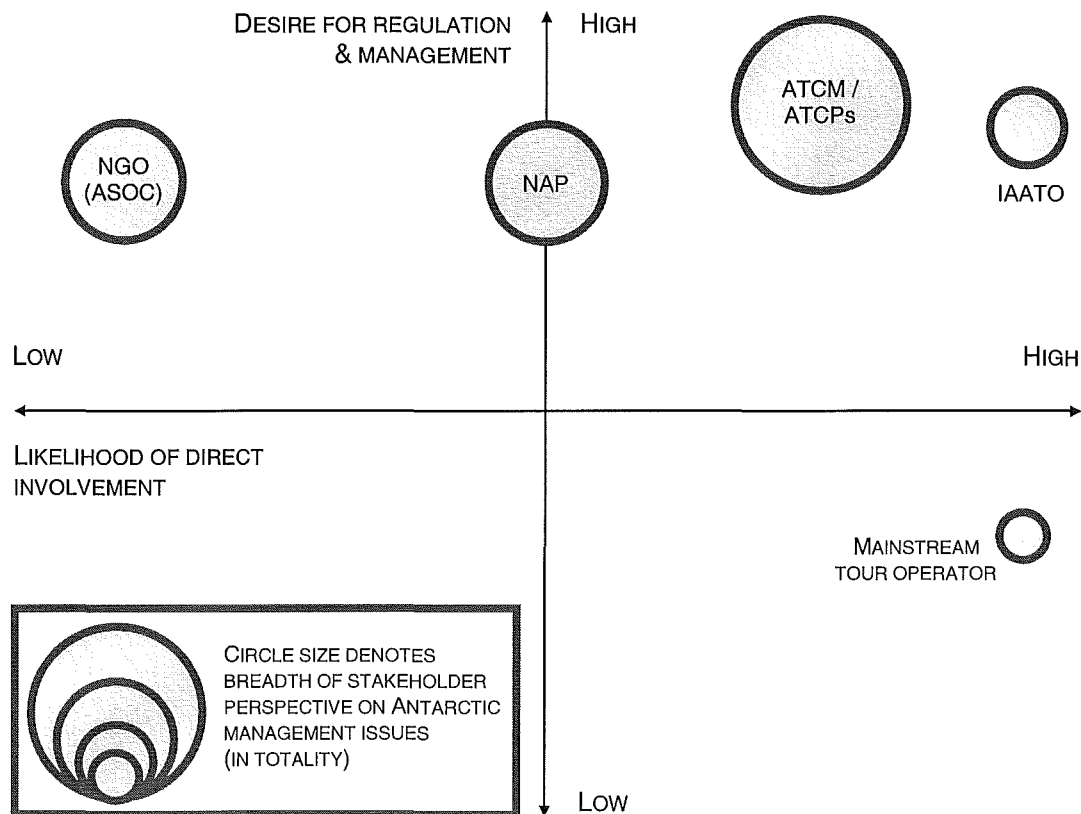 DESIRE FOR REGULATION
& MANAGEMENT
HIGH
ATCM /
ATCPs
NGO
(ASOC)
NAP
IAATO
LOW
HIGH
LIKELIHOOD OF DIRECT
INVOLVEMENT
MAINSTREAM
TOUR OPERATOR
CIRCLE SIZE DENOTES
BREADTH OF STAKEHOLDER
PERSPECTIVE ON ANTARCTIC
MANAGEMENT ISSUES
(IN TOTALITY)
LOW